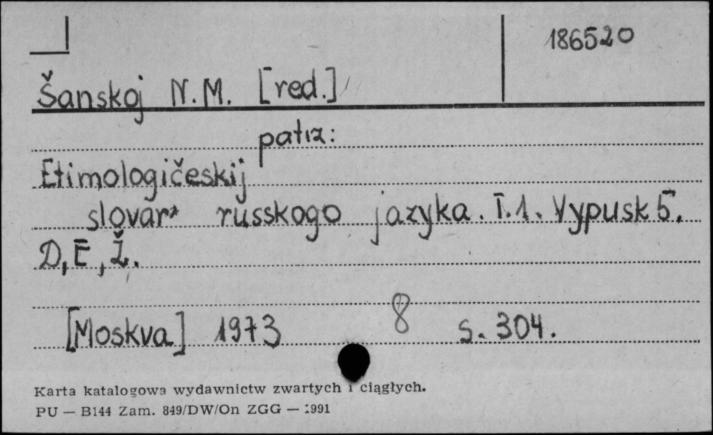 186520
Šanskoj N.M. [red.]
patrz:
Etimologičeskij
slovar' russkogo jazyka. T.1. Vypusk 5.
D, E, Ž.
[Moskva] 1973 8 s. 304.
Karta katalogowa wydawnictw zwartych i ciągłych.
PU — B144 Zam. 849/DW/On ZGG — 1991